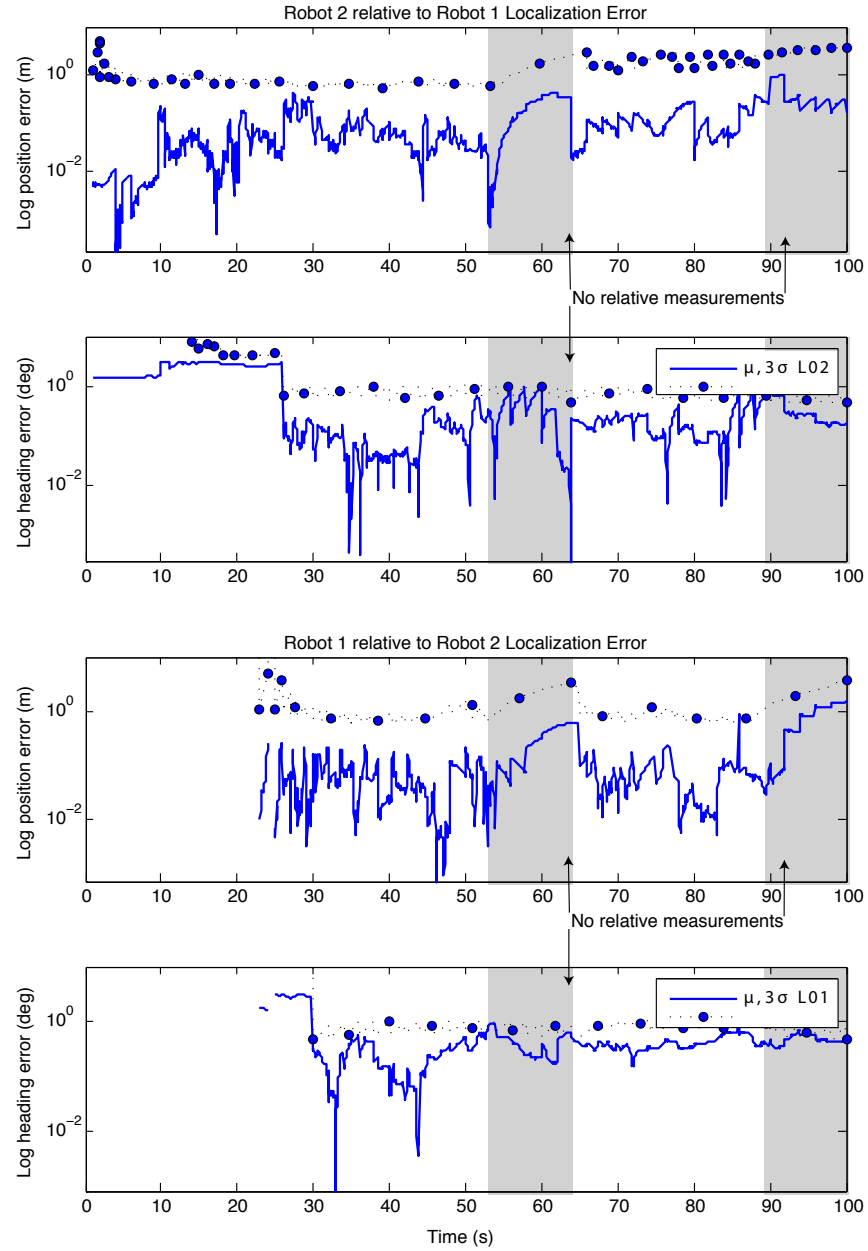 Robot 2 relative to Robot 1 Localization Error
Log position error (m)
10^0
10^-2
0 10 20 30 40 50 60 70 80 90 100
No relative measurements
Log heading error (deg)
10^0
10^-2
μ, 3σ L02
0 10 20 30 40 50 60 70 80 90 100
Robot 1 relative to Robot 2 Localization Error
Log position error (m)
10^0
10^-2
0 10 20 30 40 50 60 70 80 90 100
No relative measurements
Log heading error (deg)
10^0
10^-2
μ, 3σ L01
0 10 20 30 40 50 60 70 80 90 100
Time (s)